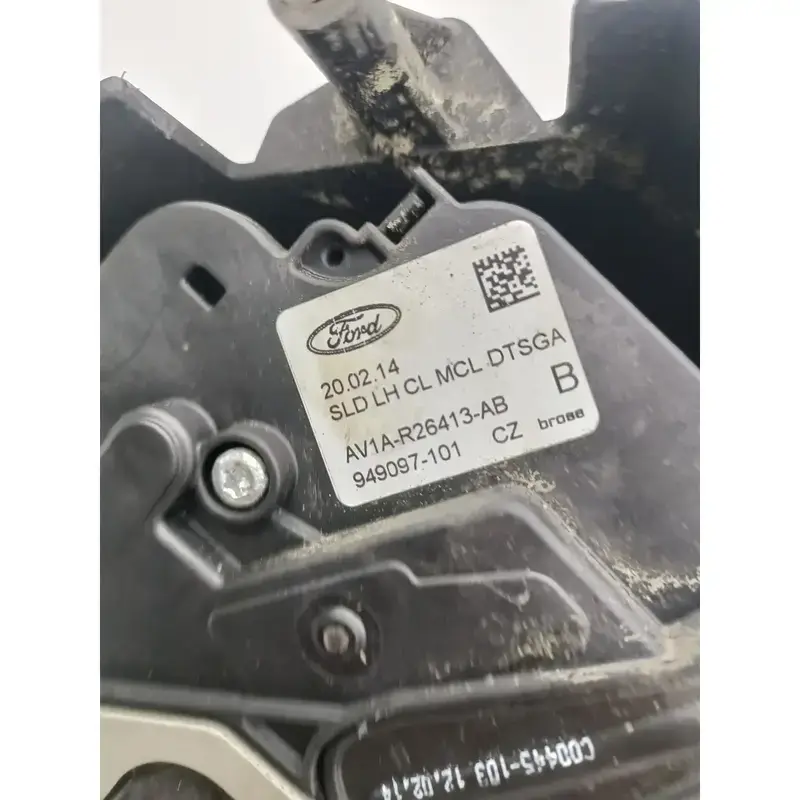 Ford
20.02.14
SLD LH CL MCL DTSGA
B
AV1A-R26413-AB
949097-101 CZ brose
C00445-103 12.02.14